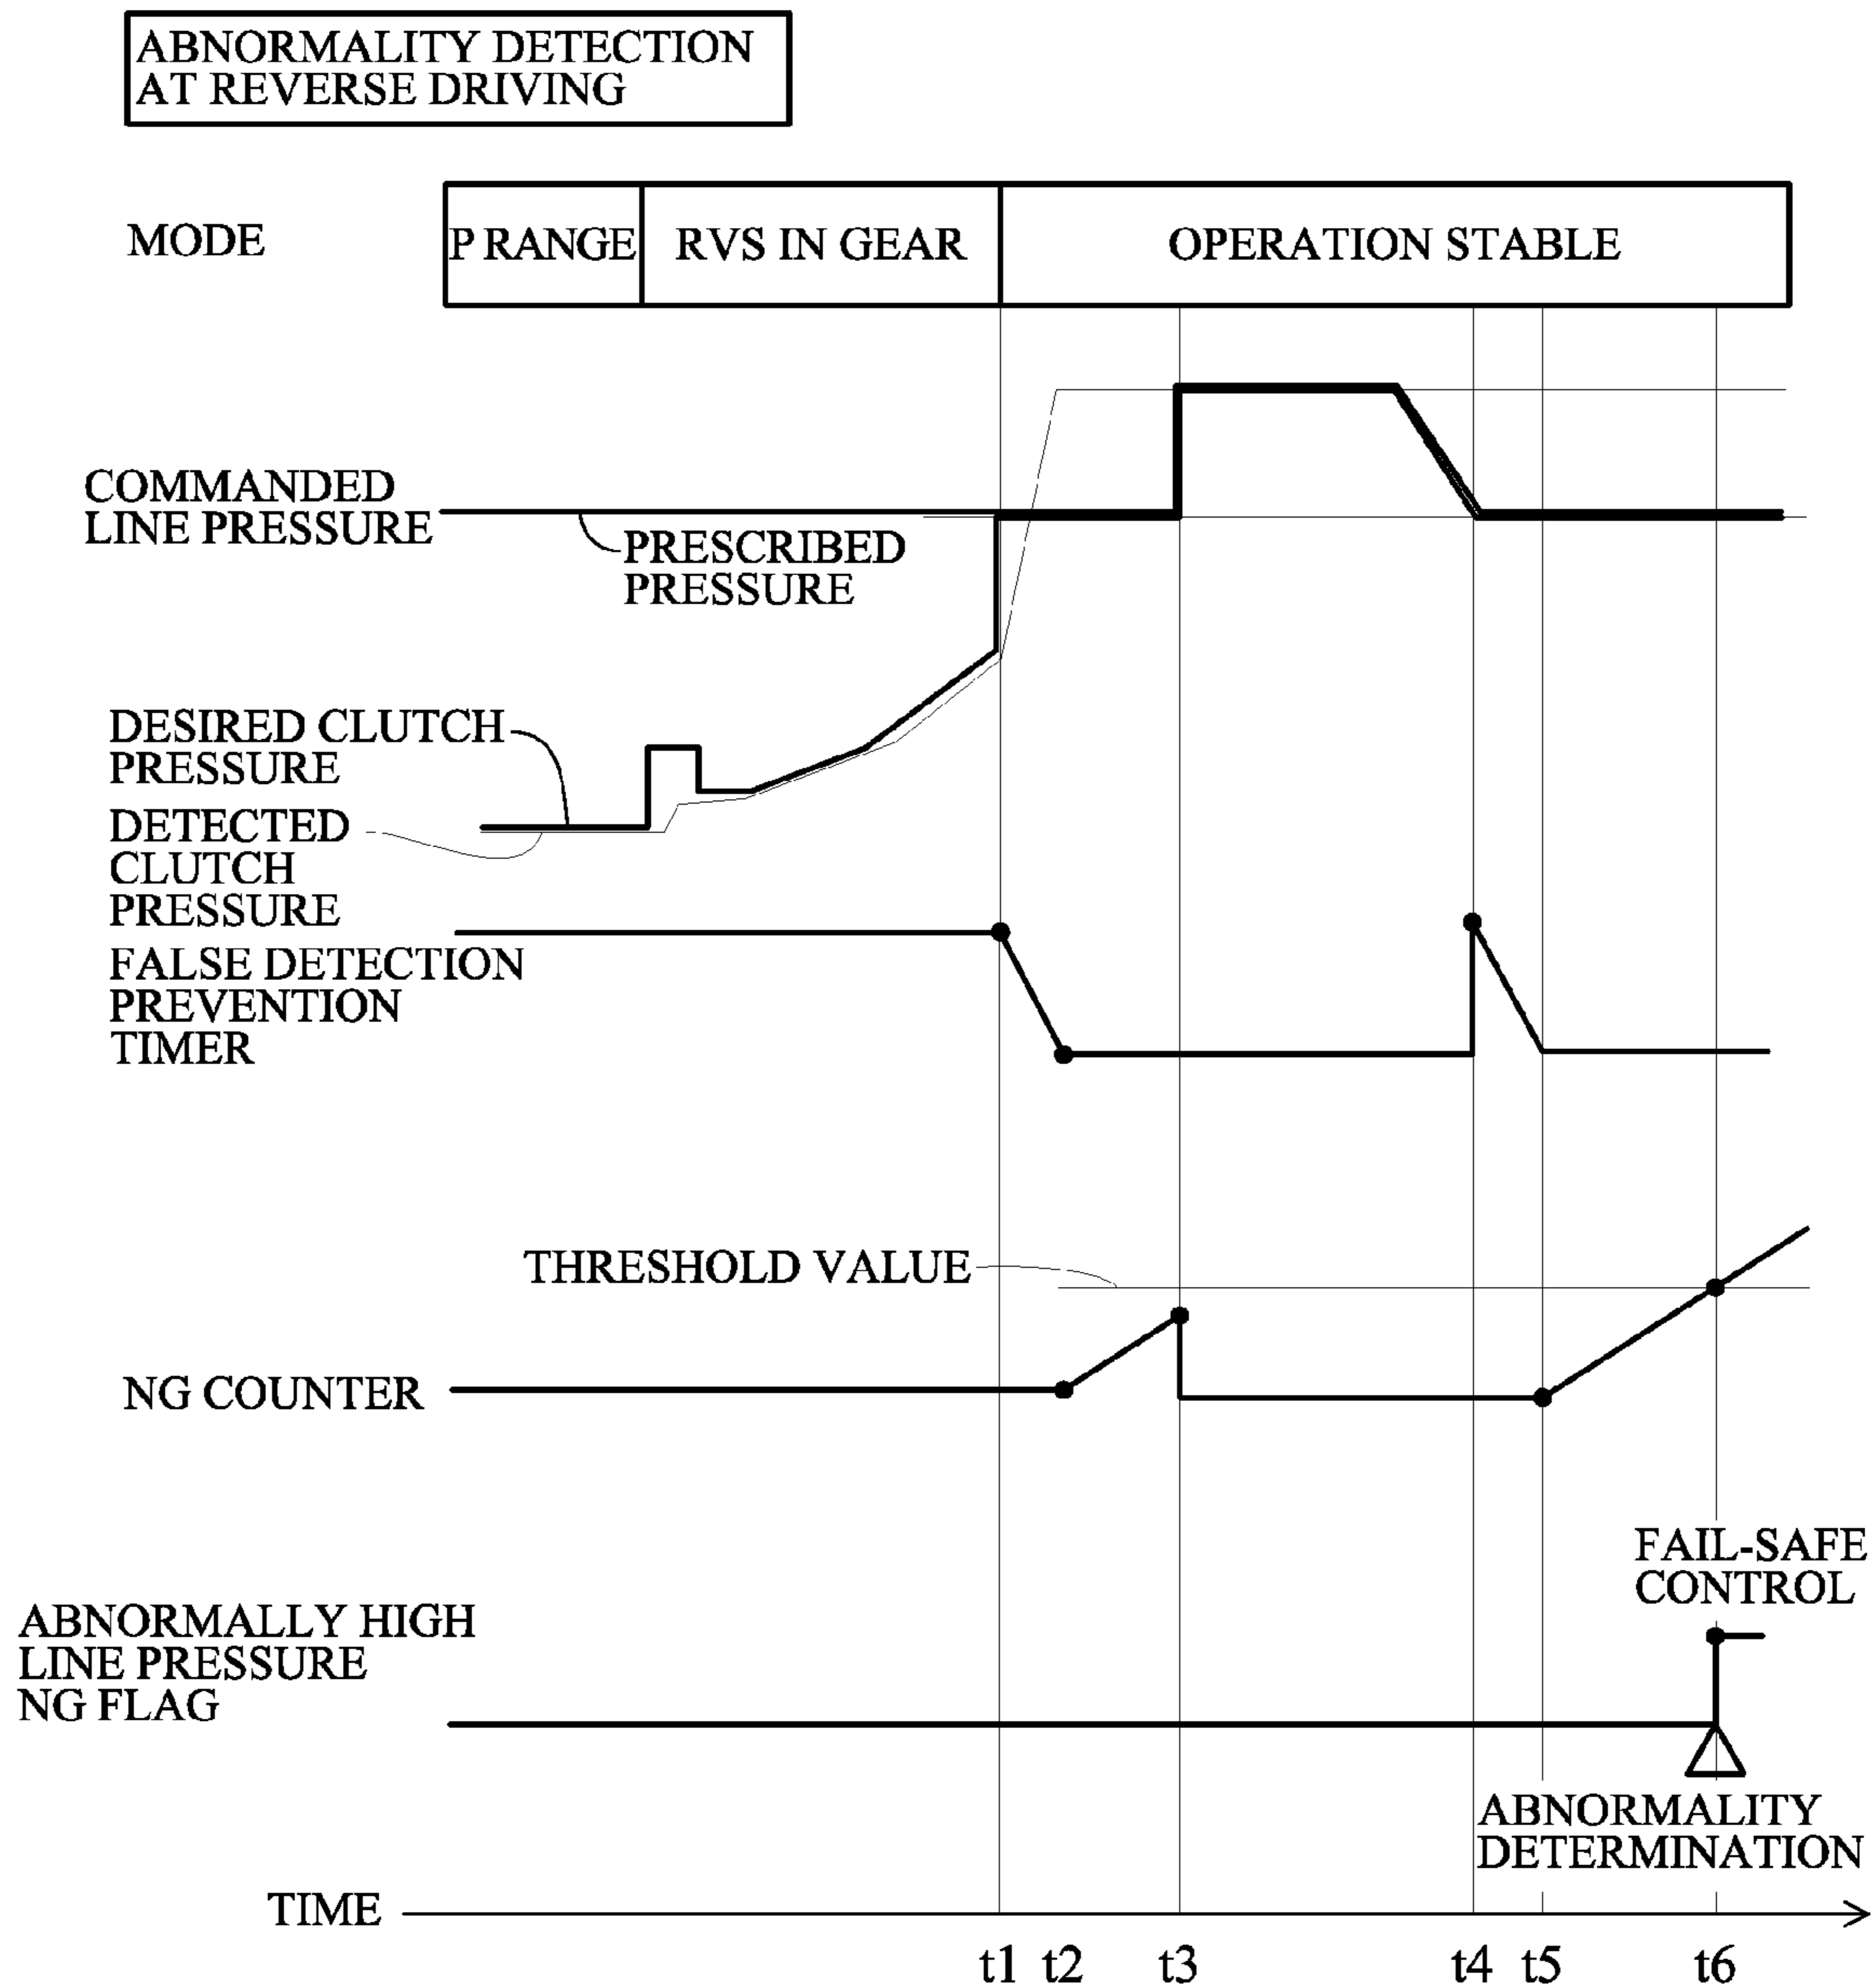 ABNORMALITY DETECTION
AT REVERSE DRIVING
MODE
P RANGE
RVS IN GEAR
OPERATION STABLE
COMMANDED
LINE PRESSURE
PRESCRIBED
PRESSURE
DESIRED CLUTCH
PRESSURE
DETECTED
CLUTCH
PRESSURE
FALSE DETECTION
PREVENTION
TIMER
THRESHOLD VALUE
NG COUNTER
FAIL-SAFE
CONTROL
ABNORMALLY HIGH
LINE PRESSURE
NG FLAG
ABNORMALITY
DETERMINATION
TIME
t1 t2 t3 t4 t5 t6